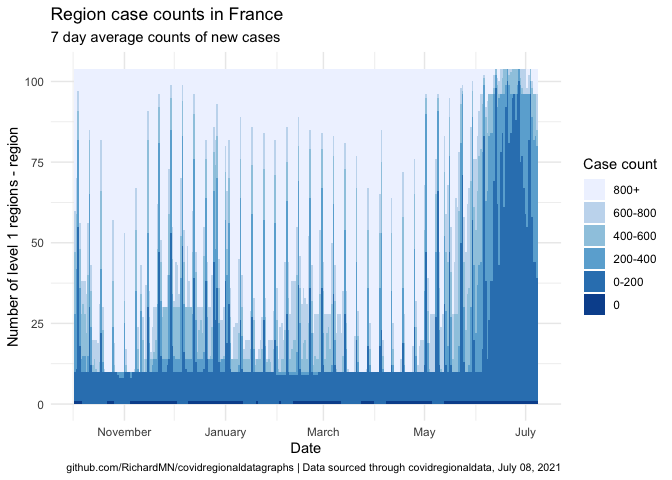 Region case counts in France
7 day average counts of new cases
Number of level 1 regions - region
100
75
50
25
0
November
January
March
May
July
Date
Case count
800+
600-800
400-600
200-400
0-200
0
github.com/RichardMN/covidregionaldatagraphs | Data sourced through covidregionaldata, July 08, 2021